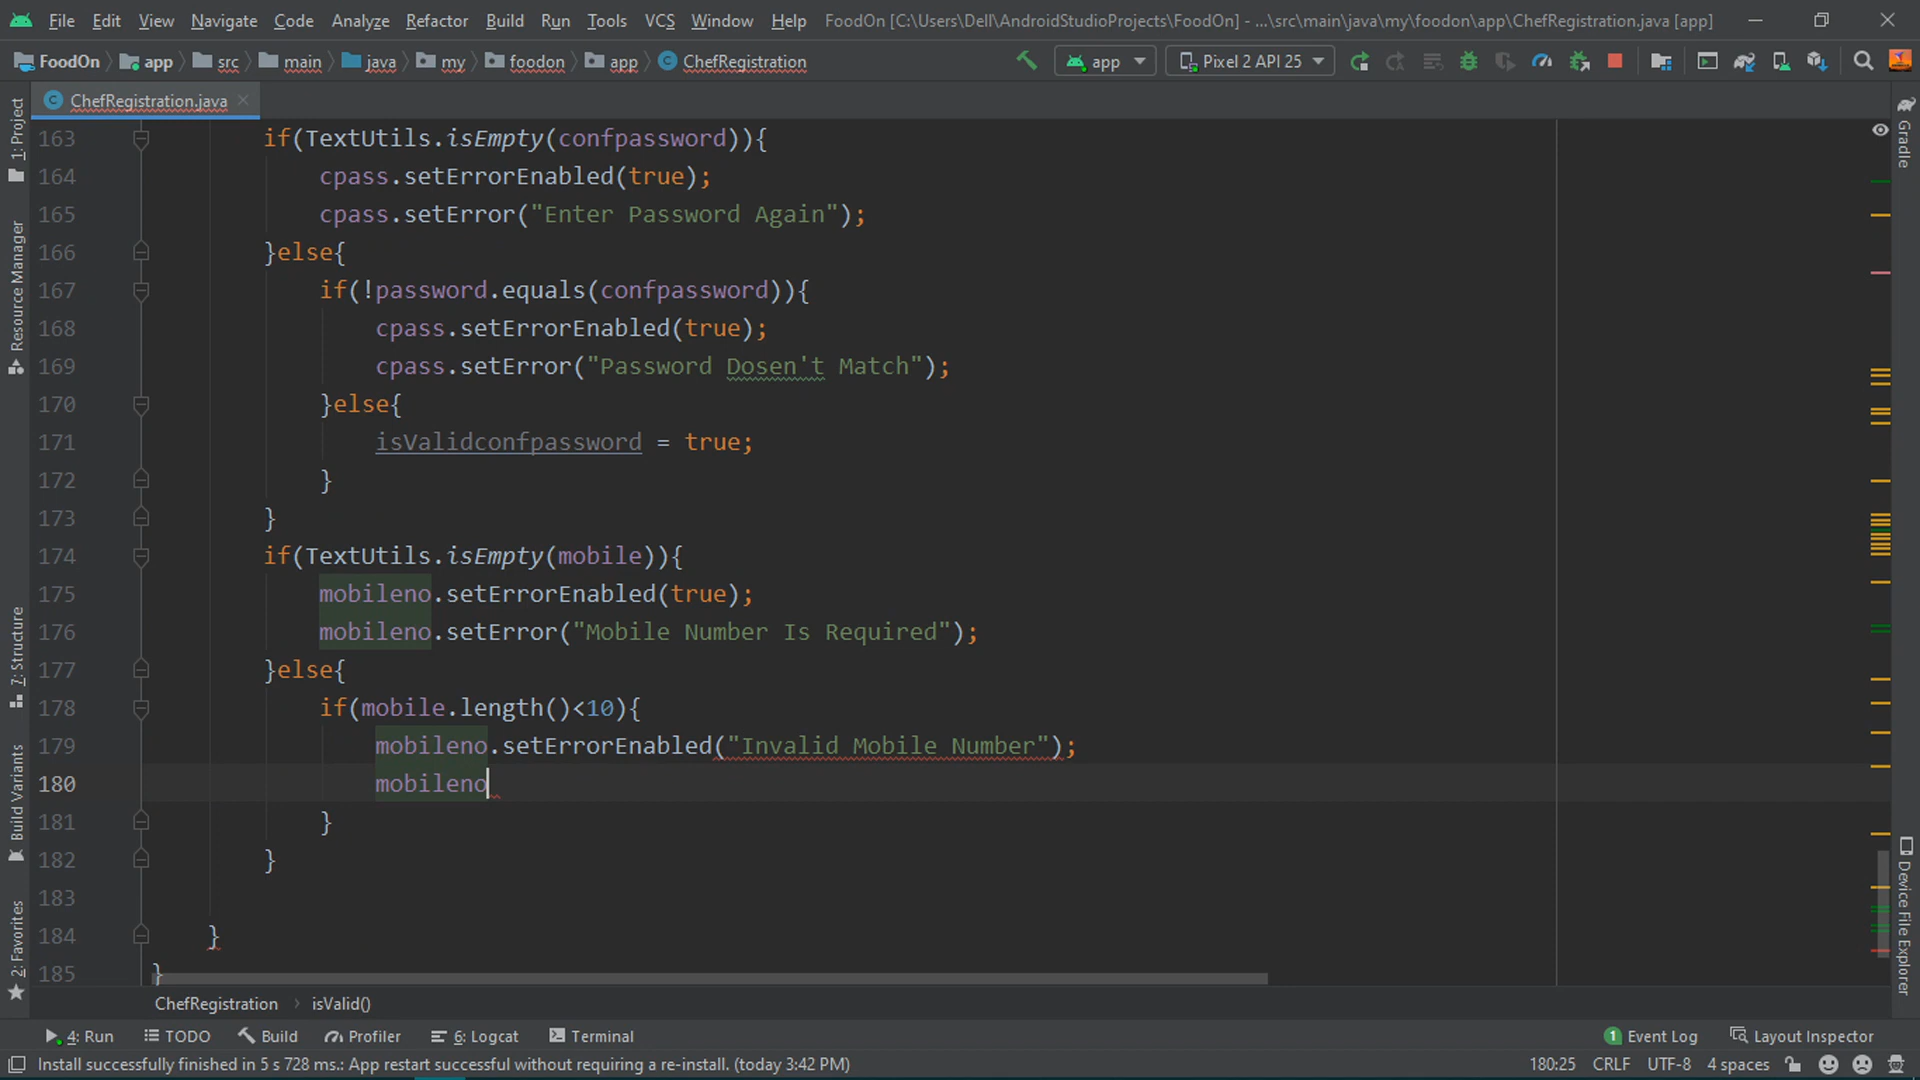 File Edit View Navigate Code Analyze Refactor Build Run Tools VCS Window Help FoodOn [C:\Users\Dell\AndroidStudioProjects\FoodOn] - ...\src\main\java\my\foodon\app\ChefRegistration.java [app]
FoodOn app src main java my foodon app ChefRegistration app Pixel 2 API 25
ChefRegistration.java
163 if(TextUtils.isEmpty(confpassword)){
164 cpass.setErrorEnabled(true);
165 cpass.setError("Enter Password Again");
166 }else{
167 if(!password.equals(confpassword)){
168 cpass.setErrorEnabled(true);
169 cpass.setError("Password Dosen't Match");
170 }else{
171 isValidconfpassword = true;
172 }
173 }
174 if(TextUtils.isEmpty(mobile)){
175 mobileno.setErrorEnabled(true);
176 mobileno.setError("Mobile Number Is Required");
177 }else{
178 if(mobile.length()<10){
179 mobileno.setErrorEnabled("Invalid Mobile Number");
180 mobileno
181 }
182 }
183
184 }
185 }
1: Project
Resource Manager
7: Structure
Build Variants
2: Favorites
Gradle
Device File Explorer
ChefRegistration isValid()
4: Run TODO Build Profiler 6: Logcat Terminal 1 Event Log Layout Inspector
Install successfully finished in 5 s 728 ms.: App restart successful without requiring a re-install. (today 3:42 PM) 180:25 CRLF UTF-8 4 spaces